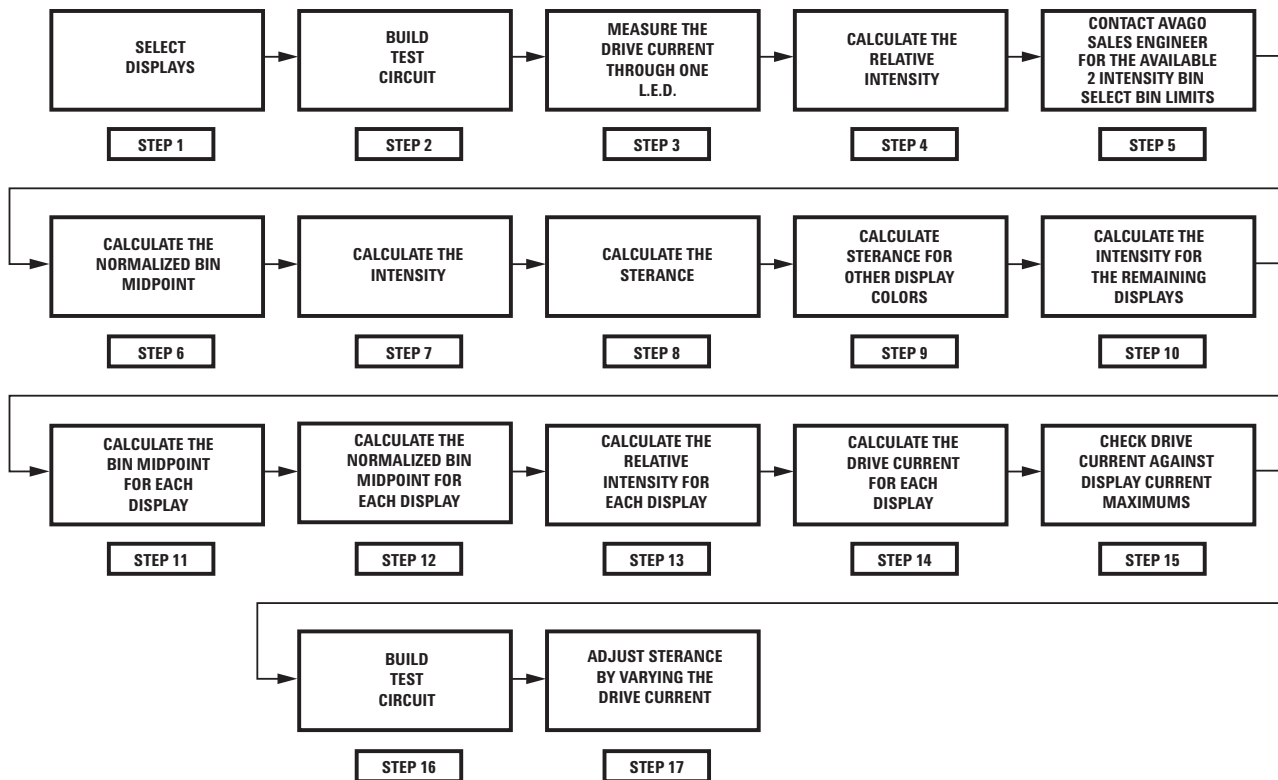 SELECT
DISPLAYS
STEP 1
BUILD
TEST
CIRCUIT
STEP 2
MEASURE THE
DRIVE CURRENT
THROUGH ONE
L.E.D.
STEP 3
CALCULATE THE
RELATIVE
INTENSITY
STEP 4
CONTACT AVAGO
SALES ENGINEER
FOR THE AVAILABLE
2 INTENSITY BIN
SELECT BIN LIMITS
STEP 5
CALCULATE THE
NORMALIZED BIN
MIDPOINT
STEP 6
CALCULATE THE
INTENSITY
STEP 7
CALCULATE THE
STERANCE
STEP 8
CALCULATE
STERANCE FOR
OTHER DISPLAY
COLORS
STEP 9
CALCULATE THE
INTENSITY FOR
THE REMAINING
DISPLAYS
STEP 10
CALCULATE THE
BIN MIDPOINT
FOR EACH
DISPLAY
STEP 11
CALCULATE THE
NORMALIZED BIN
MIDPOINT FOR
EACH DISPLAY
STEP 12
CALCULATE THE
RELATIVE
INTENSITY FOR
EACH DISPLAY
STEP 13
CALCULATE THE
DRIVE CURRENT
FOR EACH
DISPLAY
STEP 14
CHECK DRIVE
CURRENT AGAINST
DISPLAY CURRENT
MAXIMUMS
STEP 15
BUILD
TEST
CIRCUIT
STEP 16
ADJUST STERANCE
BY VARYING THE
DRIVE CURRENT
STEP 17